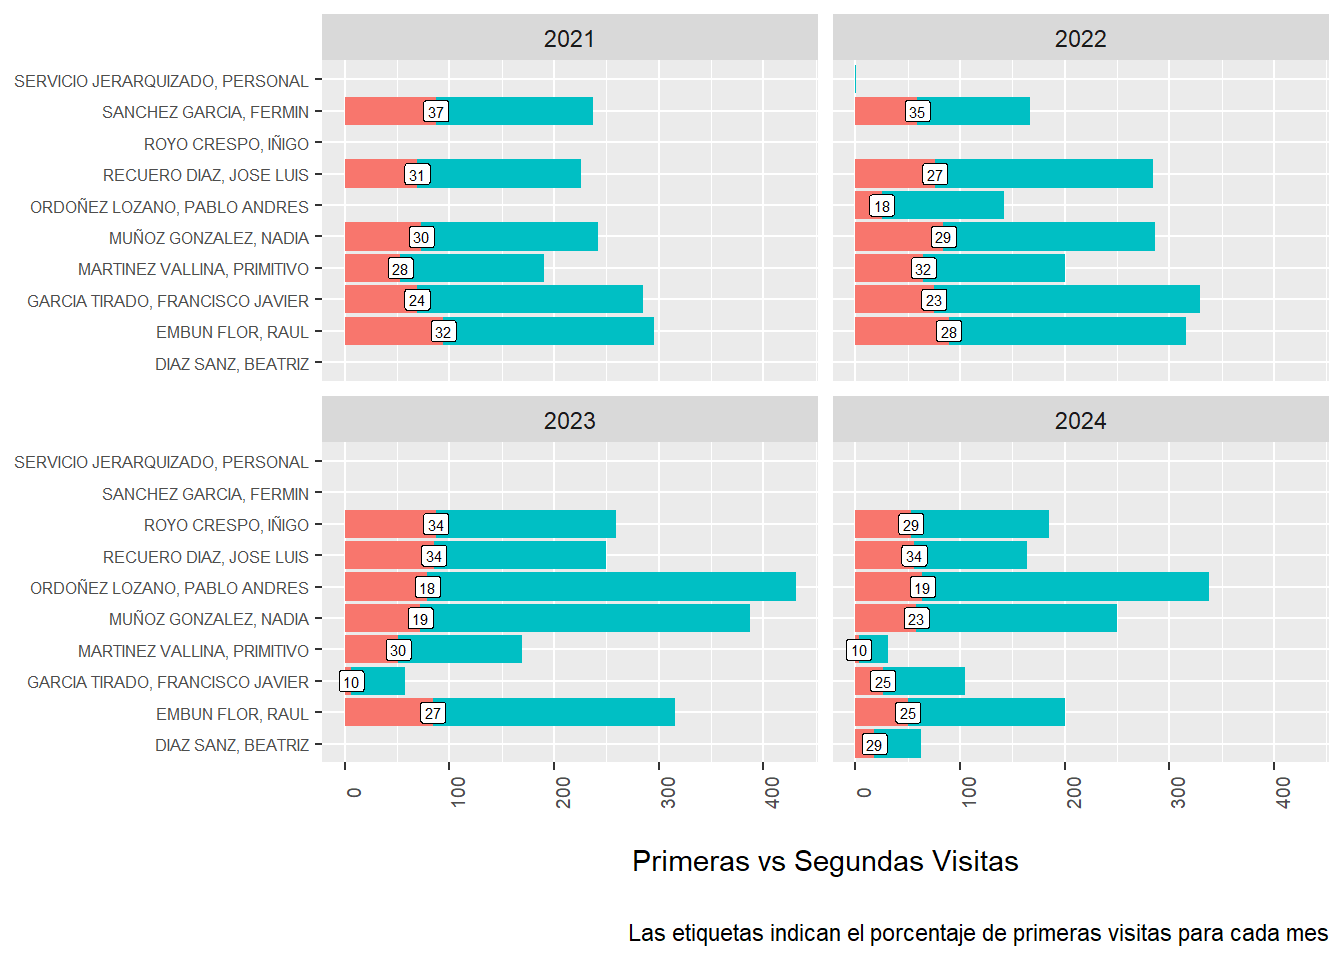 2021
2022
SERVICIO JERARQUIZADO, PERSONAL
SANCHEZ GARCIA, FERMIN 37 35
ROYO CRESPO, IÑIGO
RECUERO DIAZ, JOSE LUIS 31 27
ORDOÑEZ LOZANO, PABLO ANDRES 18
MUÑOZ GONZALEZ, NADIA 30 29
MARTINEZ VALLINA, PRIMITIVO 28 32
GARCIA TIRADO, FRANCISCO JAVIER 24 23
EMBUN FLOR, RAUL 32 28
DIAZ SANZ, BEATRIZ
2023
2024
SERVICIO JERARQUIZADO, PERSONAL
SANCHEZ GARCIA, FERMIN
ROYO CRESPO, IÑIGO 34 29
RECUERO DIAZ, JOSE LUIS 34 34
ORDOÑEZ LOZANO, PABLO ANDRES 18 19
MUÑOZ GONZALEZ, NADIA 19 23
MARTINEZ VALLINA, PRIMITIVO 30 10
GARCIA TIRADO, FRANCISCO JAVIER 10 25
EMBUN FLOR, RAUL 27 25
DIAZ SANZ, BEATRIZ 29
0 100 200 300 400 0 100 200 300 400
Primeras vs Segundas Visitas
Las etiquetas indican el porcentaje de primeras visitas para cada mes